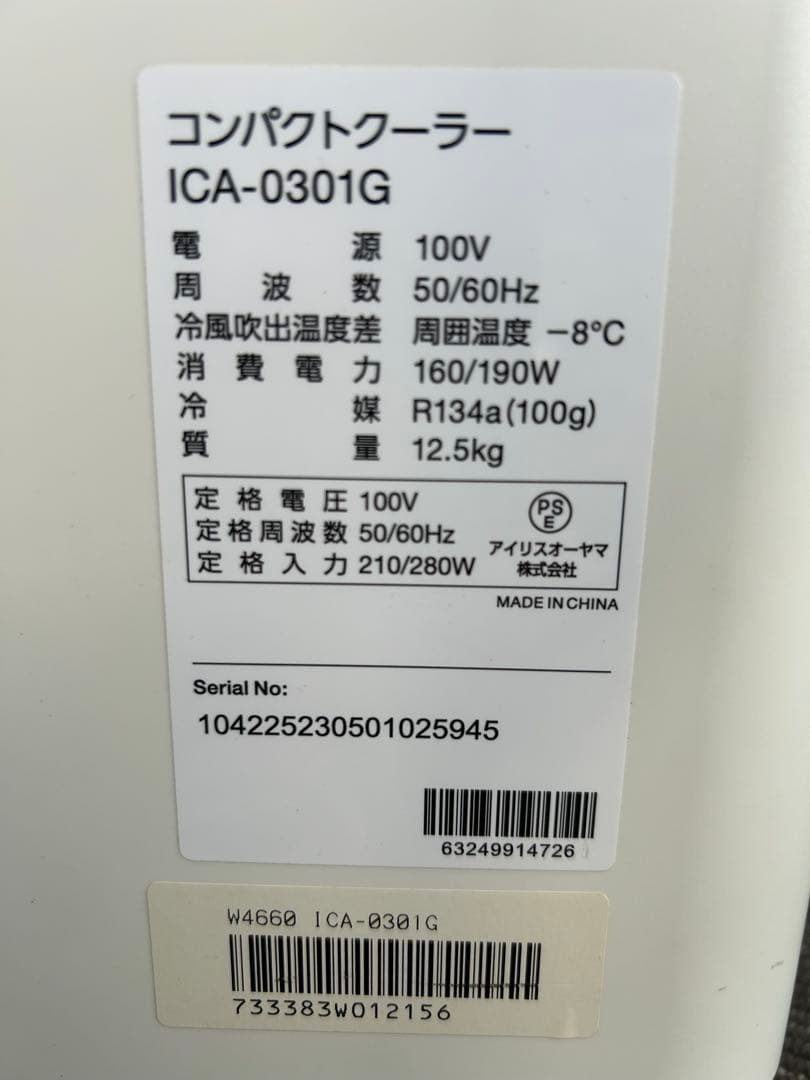 コンパクトクーラー
ICA-0301G
電源 100V
周波数 50/60Hz
冷風吹出温度差 周囲温度 −8℃
消費電力 160/190W
冷媒 R134a(100g)
質量 12.5kg
定格電圧 100V
定格周波数 50/60Hz
定格入力 210/280W
PS
E
アイリスオーヤマ
株式会社
MADE IN CHINA
Serial No:
104225230501025945
63249914726
W4660 ICA-0301G
733383W012156